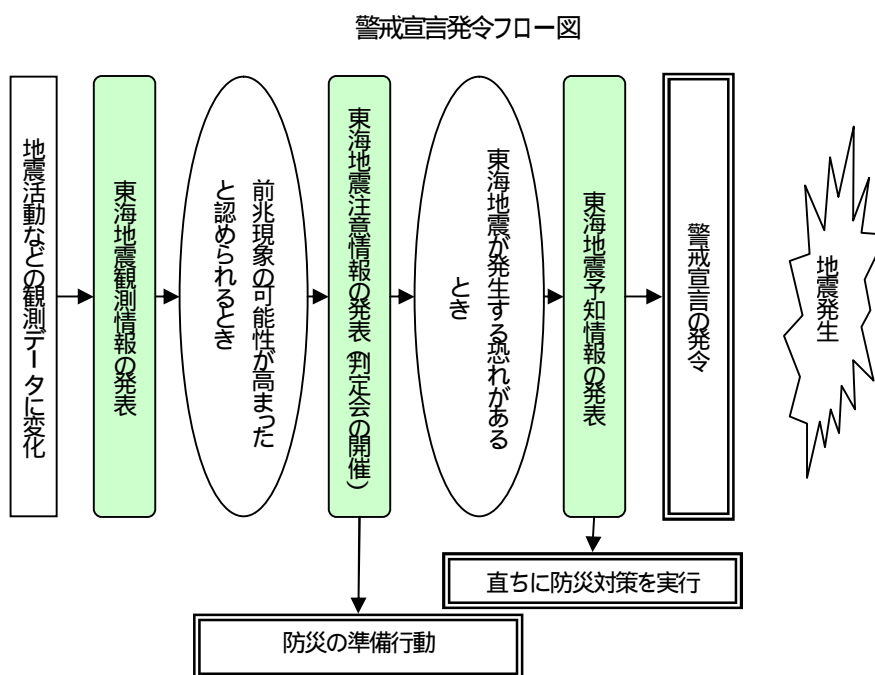 警戒宣言発令フロー図
地震活動などの観測データに変化
東海地震観測情報の発表
前兆現象の可能性が高まった
と認められるとき
東海地震注意情報の発表（判定会の開催）
東海地震が発生する恐れがある
とき
東海地震予知情報の発表
警戒宣言の発令
地震発生
直ちに防災対策を実行
防災の準備行動